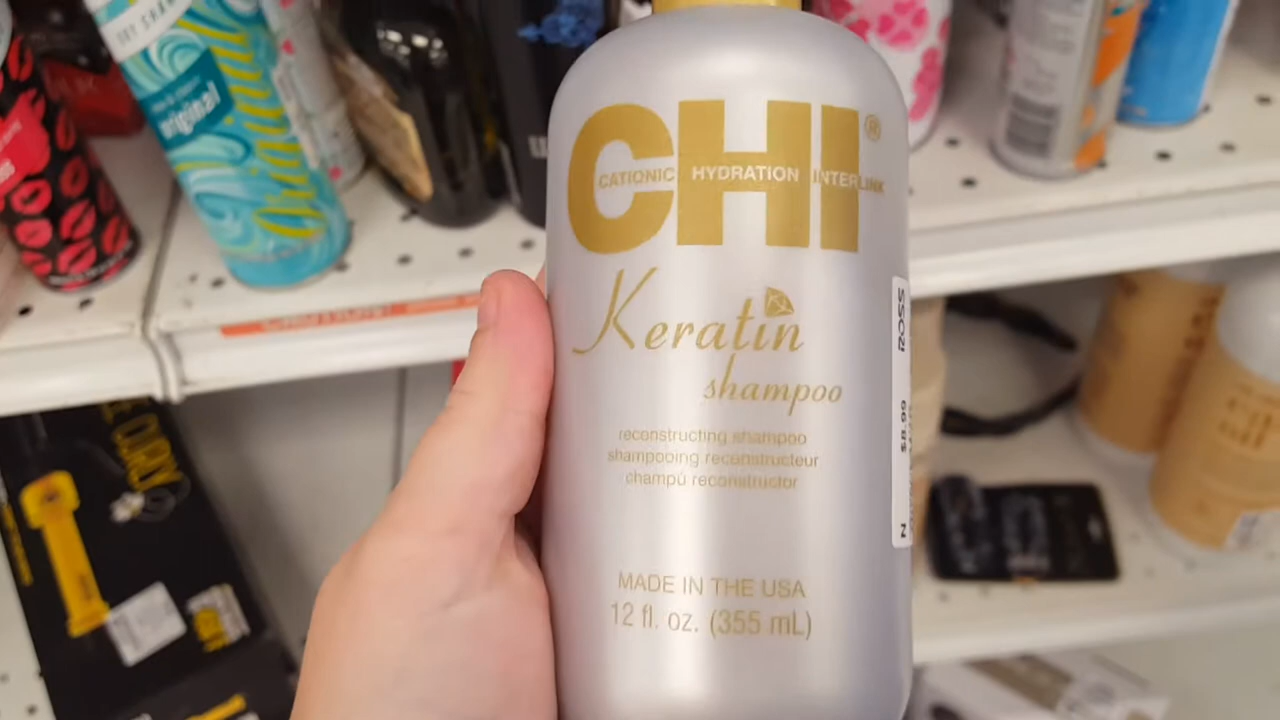 CHI®
CATIONIC HYDRATION INTERLINK
Keratin
shampoo
reconstructing shampoo
shampooing reconstructeur
champú reconstructor
MADE IN THE USA
12 fl. oz. (355 mL)
ROSS
$8.99
N
original